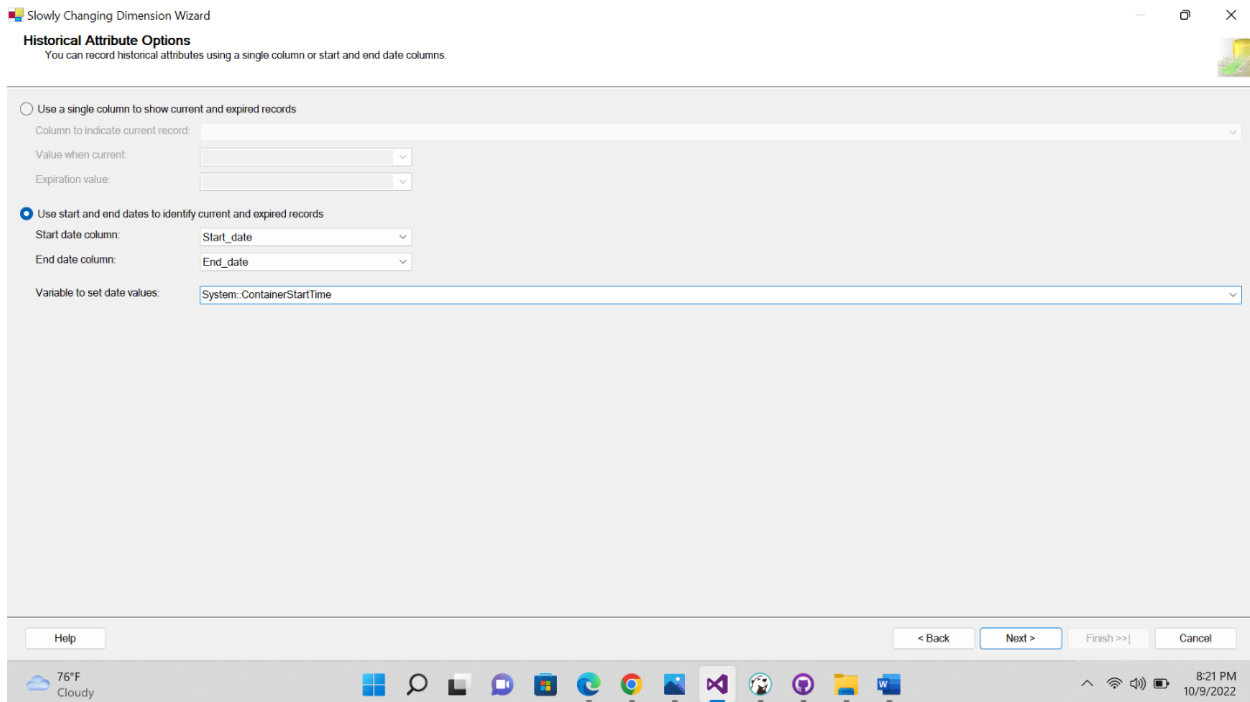 Slowly Changing Dimension Wizard
Historical Attribute Options
You can record historical attributes using a single column or start and end date columns.
Use a single column to show current and expired records
Column to indicate current record:
Value when current:
Expiration value:
Use start and end dates to identify current and expired records
Start date column: Start_date
End date column: End_date
Variable to set date values: System::ContainerStartTime
Help < Back Next > Finish >>| Cancel
76°F
Cloudy
8:21 PM
10/9/2022